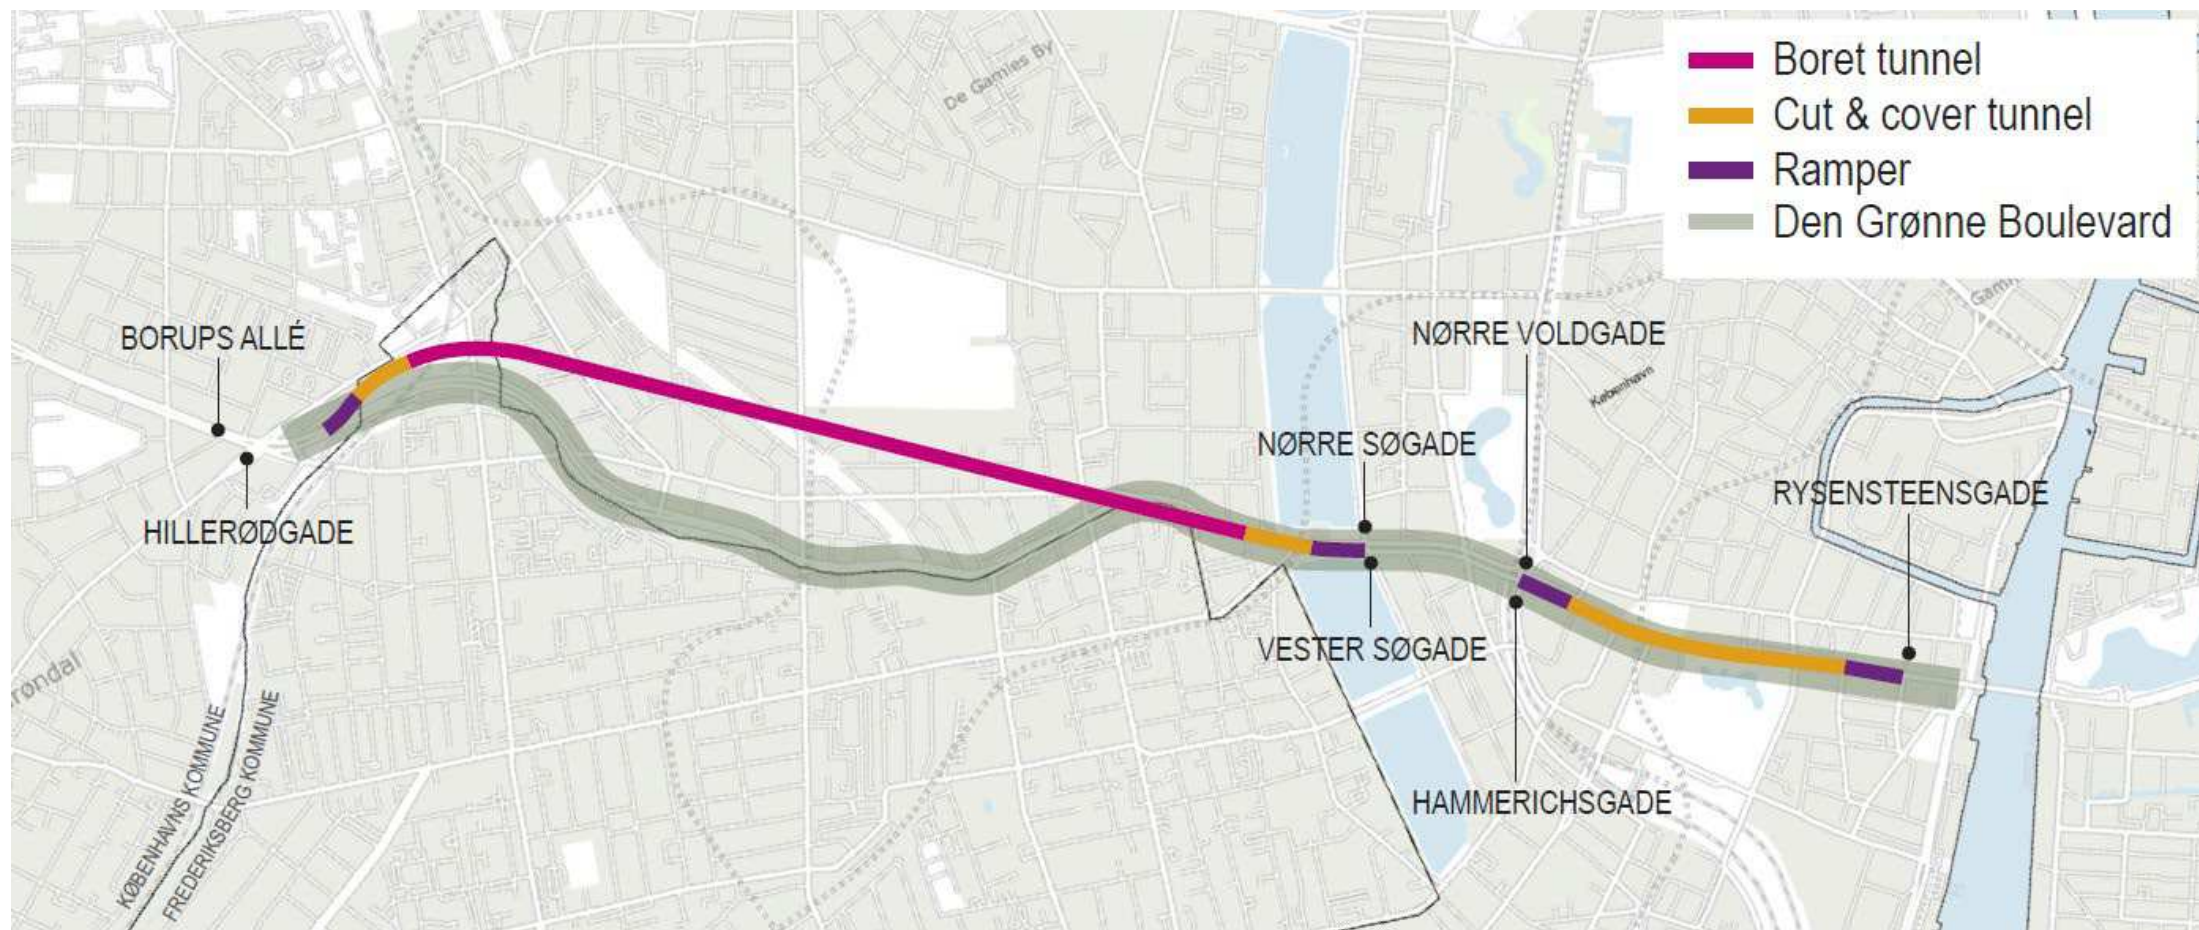 Boret tunnel
Cut & cover tunnel
Ramper
Den Grønne Boulevard
De Gamles By
BORUPS ALLÉ
NØRRE VOLDGADE
København
NØRRE SØGADE
RYSENSTEENSGADE
HILLERØDGADE
VESTER SØGADE
HAMMERICHSGADE
KØBENHAVNS KOMMUNE
FREDERIKSBERG KOMMUNE